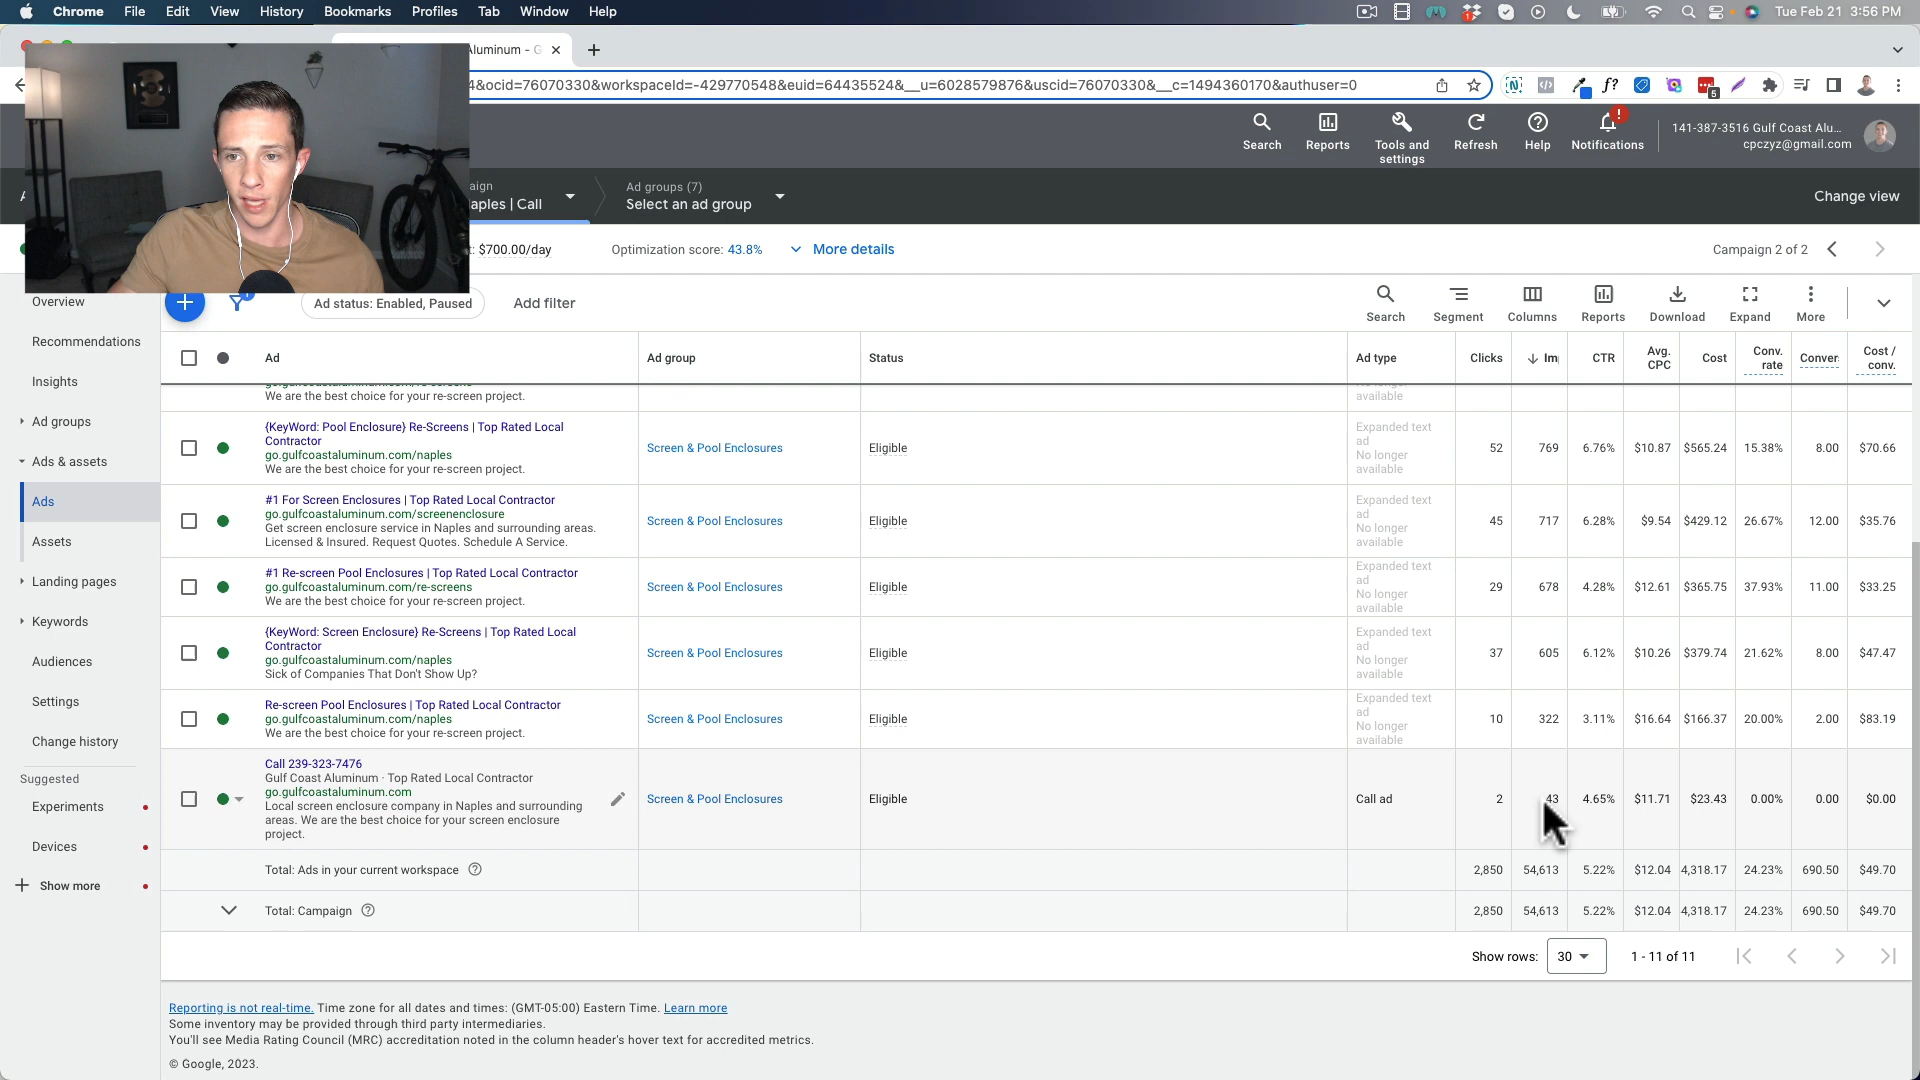 Chrome File Edit View History Bookmarks Profiles Tab Window Help
Tue Feb 21 3:56 PM
Aluminum - G
4&ocid=76070330&workspaceId=-429770548&euid=64435524&__u=6028579876&uscid=76070330&__c=1494360170&authuser=0
Search Reports Tools and settings Refresh Help Notifications
141-387-3516 Gulf Coast Alu...
cpczyz@gmail.com
aign
aples | Call
Ad groups (7)
Select an ad group
Change view
t: $700.00/day
Optimization score: 43.8%
More details
Campaign 2 of 2
Overview
Recommendations
Insights
Ad groups
Ads & assets
Ads
Assets
Landing pages
Keywords
Audiences
Settings
Change history
Suggested
Experiments
Devices
Show more
Ad status: Enabled, Paused
Add filter
Search Segment Columns Reports Download Expand More
Ad Ad group Status Ad type Clicks Im CTR Avg. CPC Cost Conv. rate Conver Cost / conv.
We are the best choice for your re-screen project.
available
{KeyWord: Pool Enclosure} Re-Screens | Top Rated Local
Contractor
go.gulfcoastaluminum.com/naples
We are the best choice for your re-screen project.
Screen & Pool Enclosures
Eligible
Expanded text
ad
No longer
available
52 769 6.76% $10.87 $565.24 15.38% 8.00 $70.66
#1 For Screen Enclosures | Top Rated Local Contractor
go.gulfcoastaluminum.com/screenenclosure
Get screen enclosure service in Naples and surrounding areas.
Licensed & Insured. Request Quotes. Schedule A Service.
Screen & Pool Enclosures
Eligible
Expanded text
ad
No longer
available
45 717 6.28% $9.54 $429.12 26.67% 12.00 $35.76
#1 Re-screen Pool Enclosures | Top Rated Local Contractor
go.gulfcoastaluminum.com/re-screens
We are the best choice for your re-screen project.
Screen & Pool Enclosures
Eligible
Expanded text
ad
No longer
available
29 678 4.28% $12.61 $365.75 37.93% 11.00 $33.25
{KeyWord: Screen Enclosure} Re-Screens | Top Rated Local
Contractor
go.gulfcoastaluminum.com/naples
Sick of Companies That Don't Show Up?
Screen & Pool Enclosures
Eligible
Expanded text
ad
No longer
available
37 605 6.12% $10.26 $379.74 21.62% 8.00 $47.47
Re-screen Pool Enclosures | Top Rated Local Contractor
go.gulfcoastaluminum.com/naples
We are the best choice for your re-screen project.
Screen & Pool Enclosures
Eligible
Expanded text
ad
No longer
available
10 322 3.11% $16.64 $166.37 20.00% 2.00 $83.19
Call 239-323-7476
Gulf Coast Aluminum · Top Rated Local Contractor
go.gulfcoastaluminum.com
Local screen enclosure company in Naples and surrounding
areas. We are the best choice for your screen enclosure
project.
Screen & Pool Enclosures
Eligible
Call ad
2 43 4.65% $11.71 $23.43 0.00% 0.00 $0.00
Total: Ads in your current workspace
2,850 54,613 5.22% $12.04 4,318.17 24.23% 690.50 $49.70
Total: Campaign
2,850 54,613 5.22% $12.04 4,318.17 24.23% 690.50 $49.70
Show rows: 30
1 - 11 of 11
Reporting is not real-time. Time zone for all dates and times: (GMT-05:00) Eastern Time. Learn more
Some inventory may be provided through third party intermediaries.
You'll see Media Rating Council (MRC) accreditation noted in the column header's hover text for accredited metrics.
© Google, 2023.